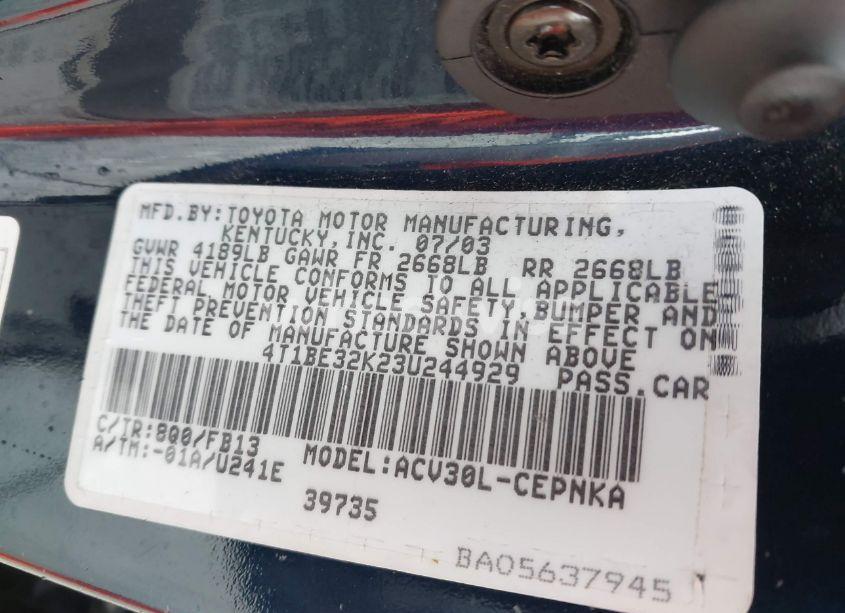 MFD.BY:TOYOTA MOTOR MANUFACTURING,
KENTUCKY,INC. 07/03
GVWR 4189LB GAWR FR 2668LB RR 2668LB
THIS VEHICLE CONFORMS TO ALL APPLICABLE
FEDERAL MOTOR VEHICLE SAFETY,BUMPER AND
THEFT PREVENTION STANDARDS IN EFFECT ON
THE DATE OF MANUFACTURE SHOWN ABOVE
4T1BE32K23U244929 PASS.CAR
C/TR:8Q0/FB13
A/TM:-01A/U241E MODEL:ACV30L-CEPNKA
39735
BA05637945